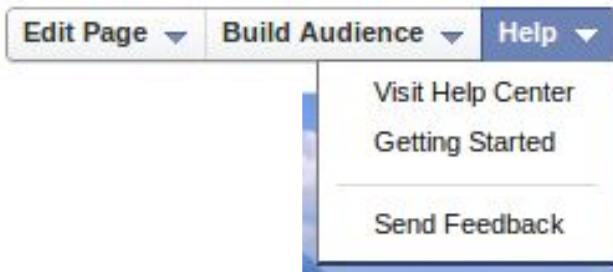 Edit Page Build Audience Help
Visit Help Center
Getting Started
Send Feedback